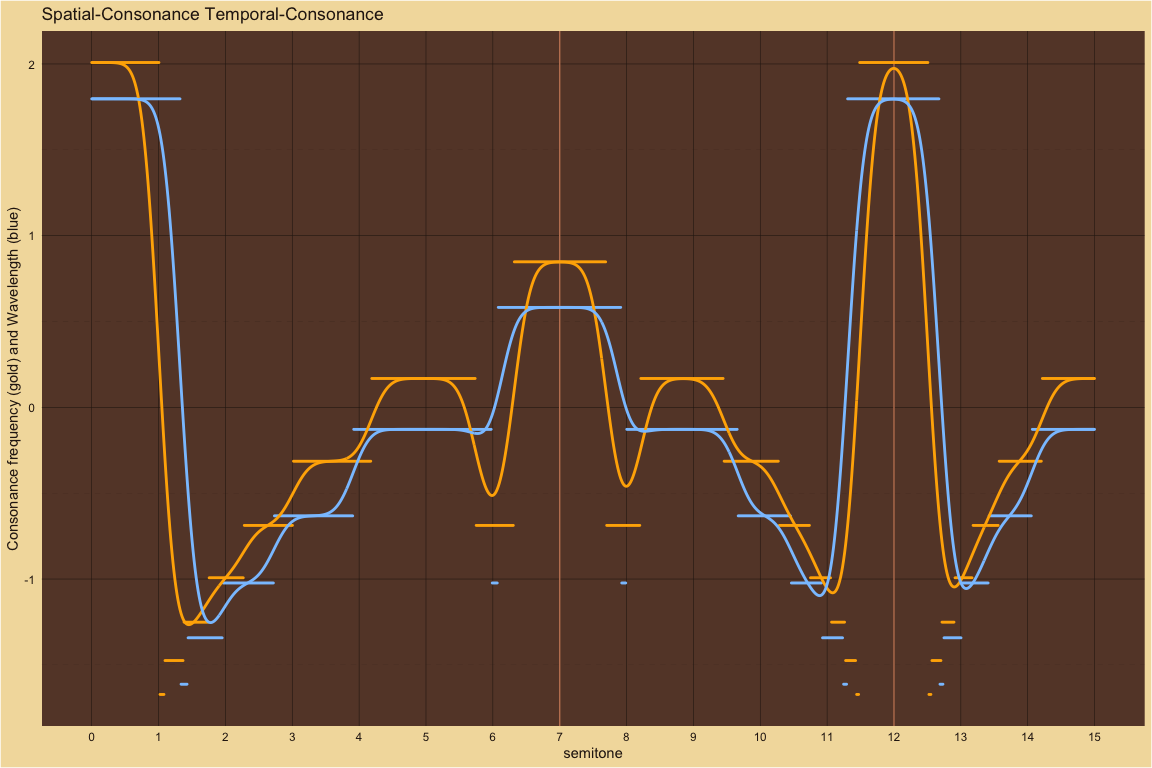 Spatial-Consonance Temporal-Consonance
Consonance frequency (gold) and Wavelength (blue)
2
1
0
-1
0 1 2 3 4 5 6 7 8 9 10 11 12 13 14 15
semitone